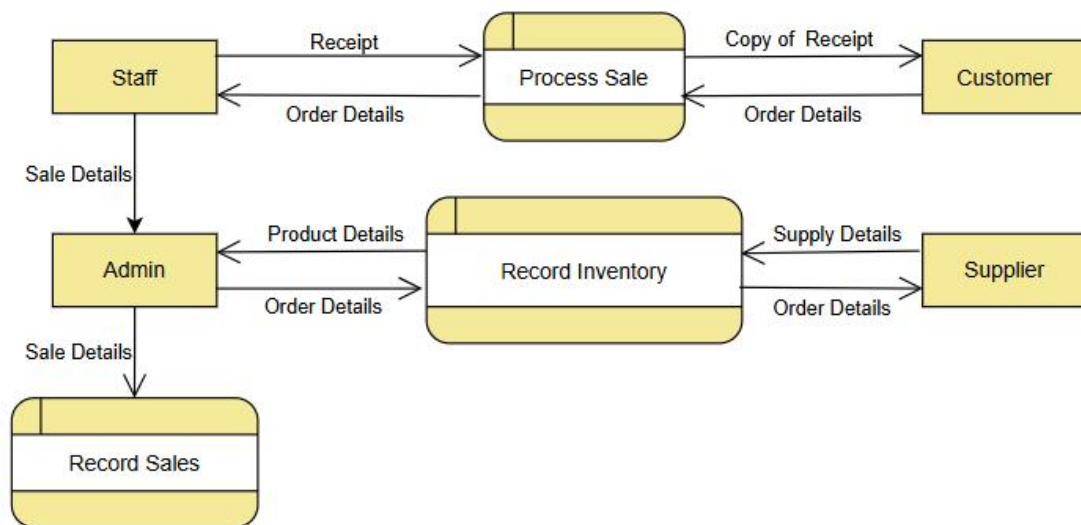 Receipt
Copy of Receipt
Staff
Process Sale
Customer
Order Details
Order Details
Sale Details
Product Details
Supply Details
Admin
Record Inventory
Supplier
Order Details
Order Details
Sale Details
Record Sales